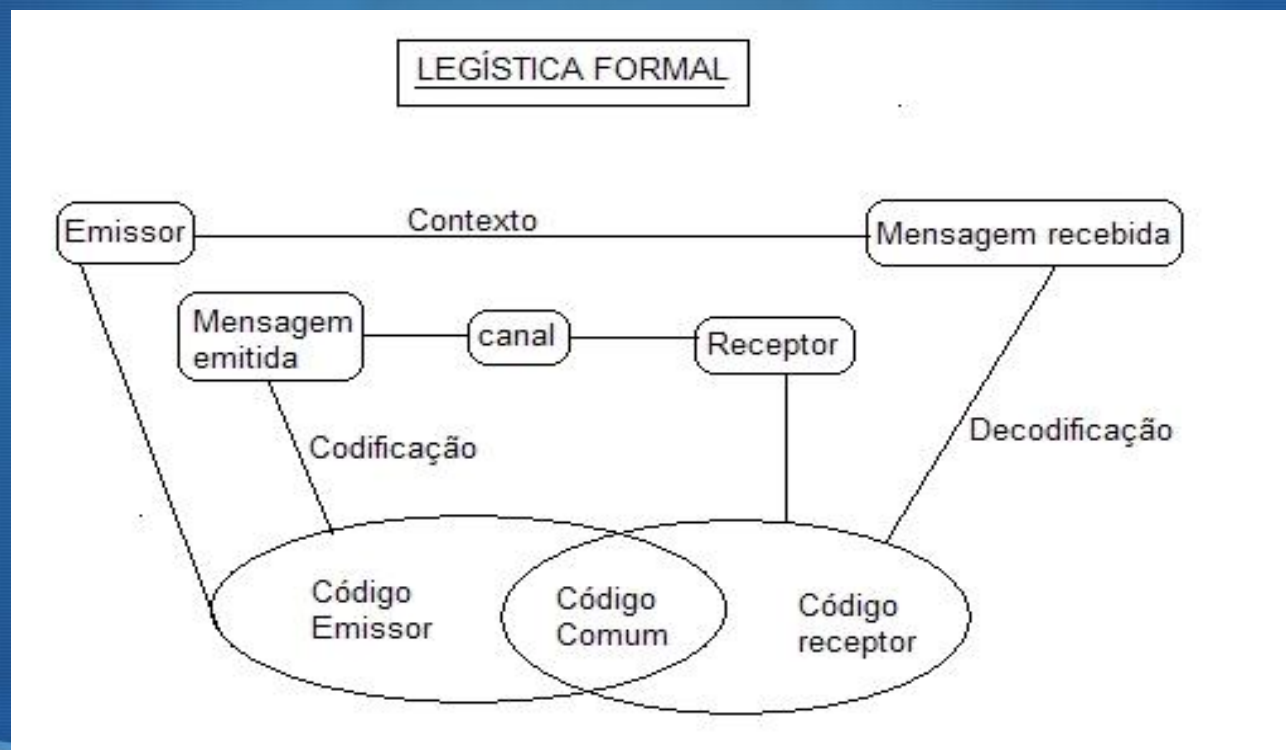 LEGÍSTICA FORMAL
Emissor
Contexto
Mensagem recebida
Mensagem
emitida
canal
Receptor
Codificação
Decodificação
Código
Emissor
Código
Comum
Código
receptor